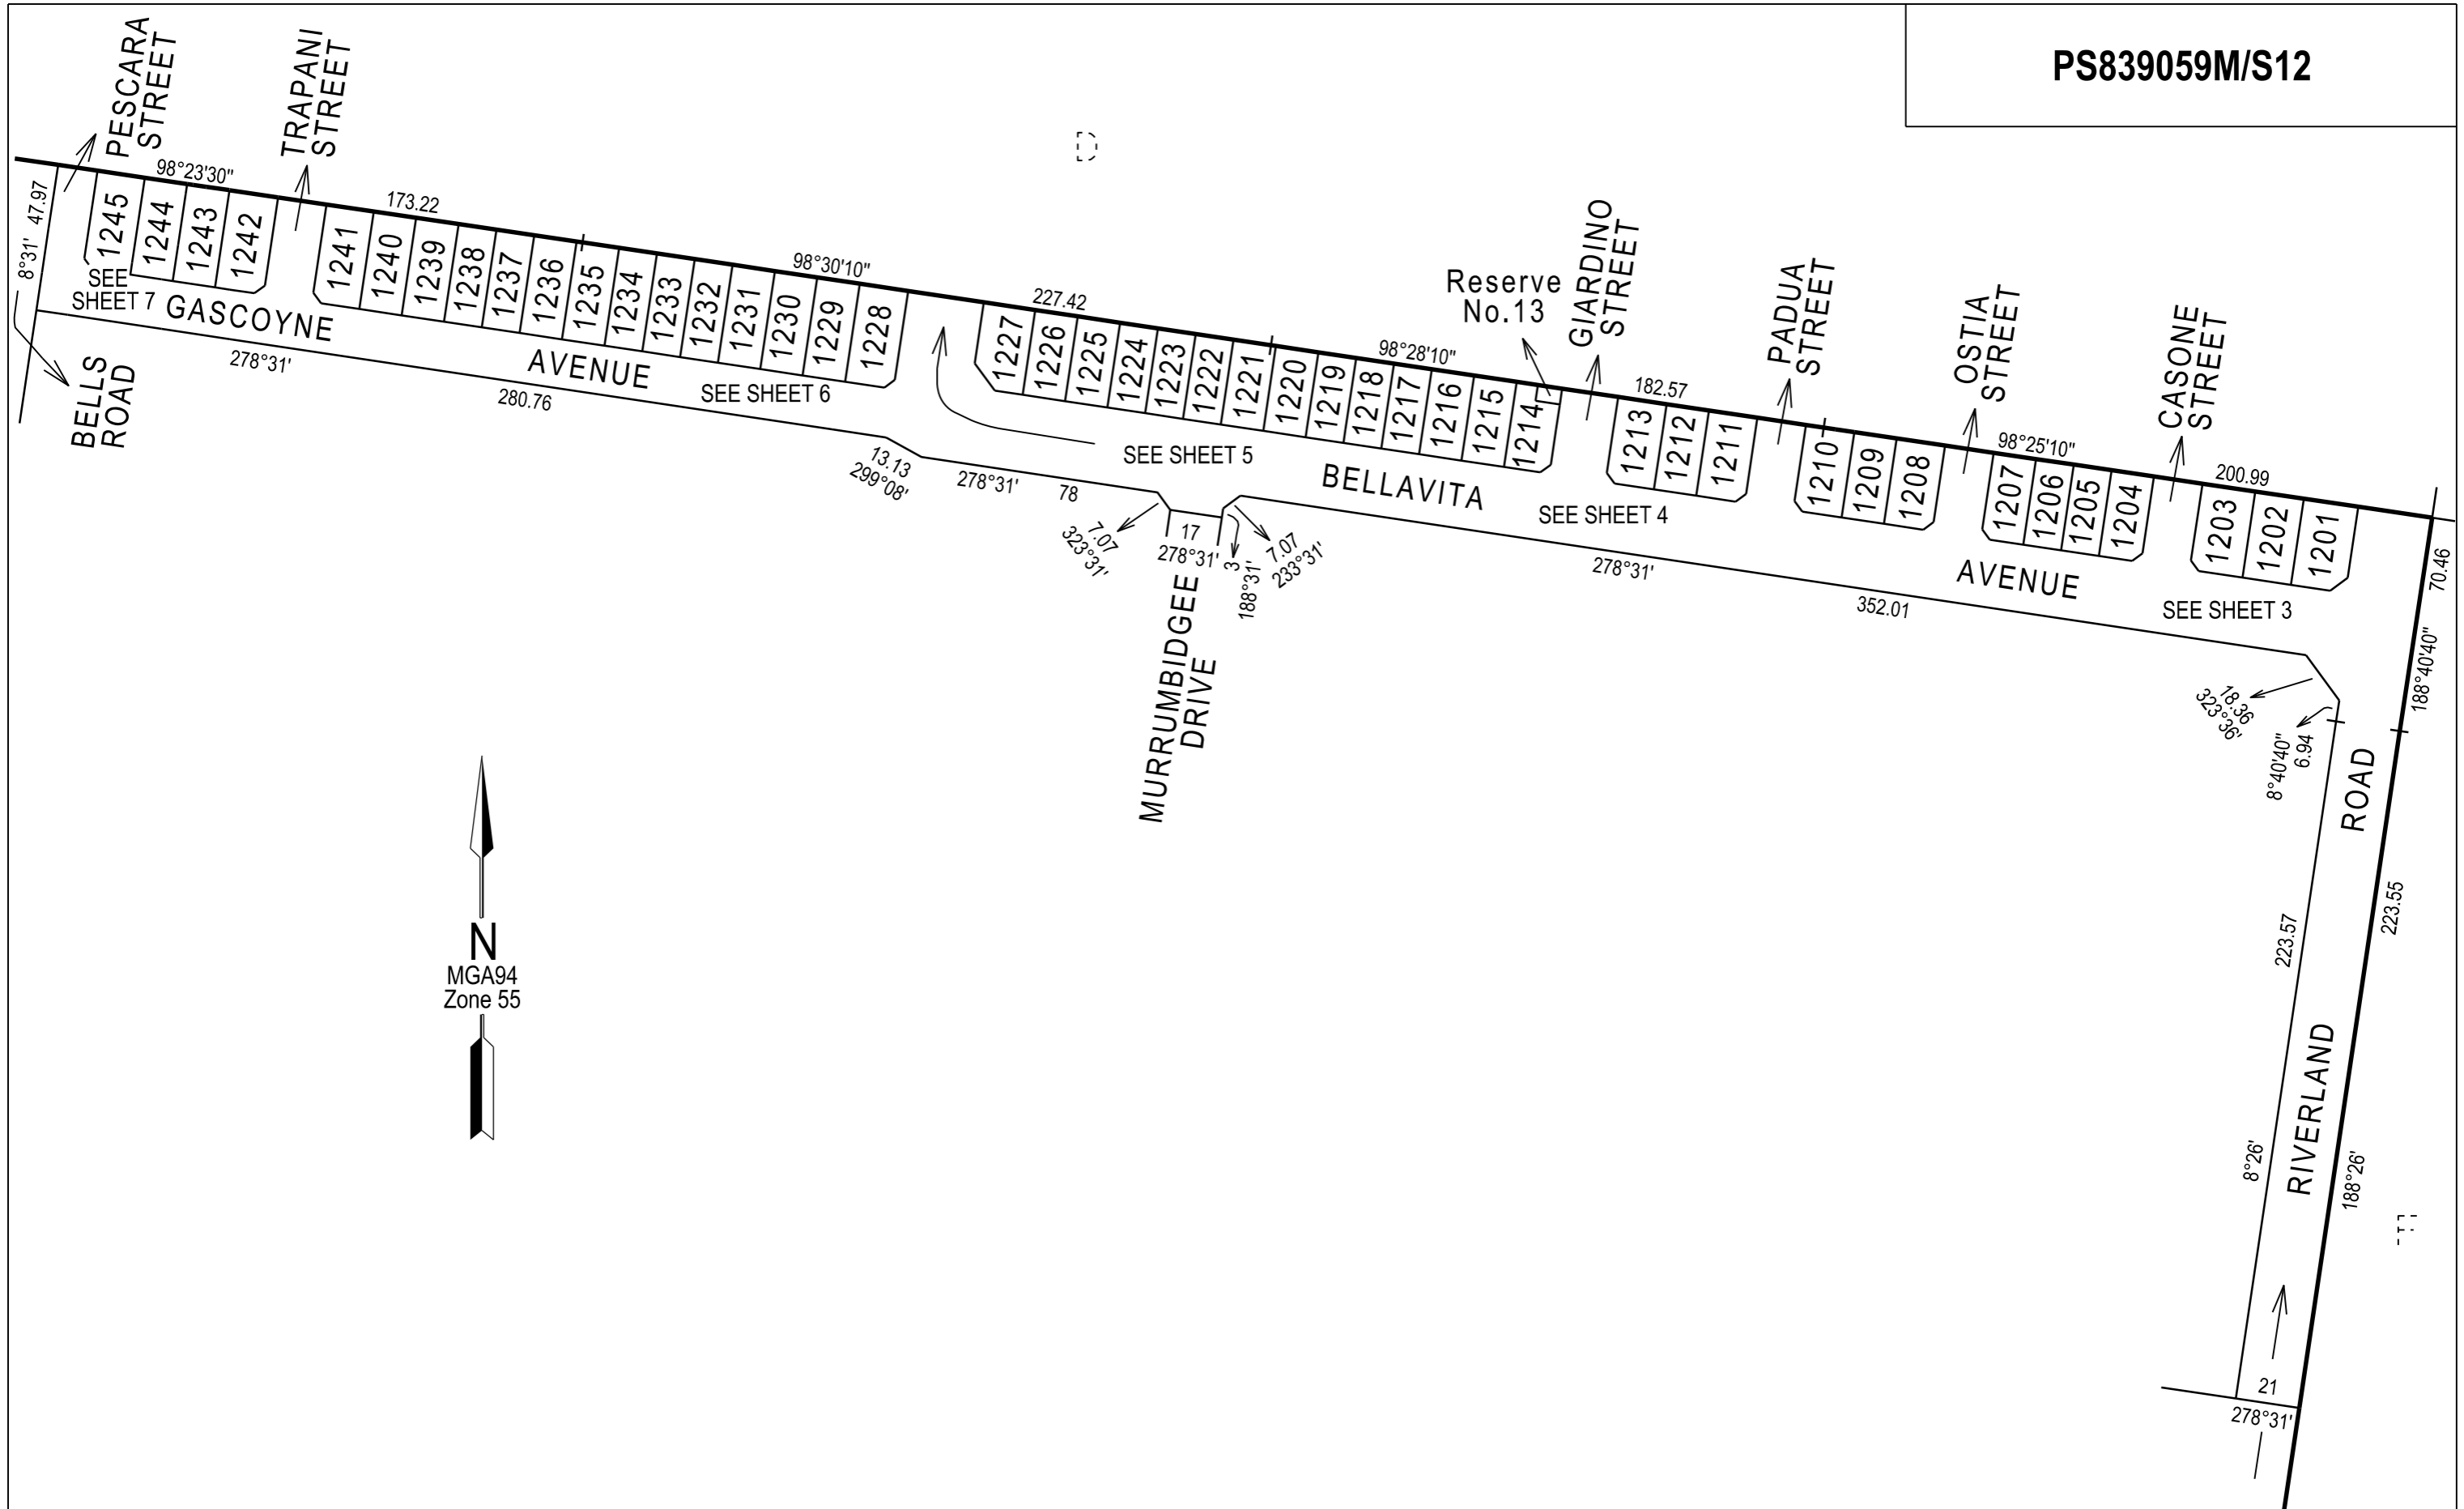 PS839059M/S12
PESCARA
STREET
TRAPANI
STREET
98°23'30"
173.22
47.97
8°31'
1245
1244
1243
1242
1241
1240
1239
1238
1237
1236
1235
1234
1233
1232
1231
1230
1229
1228
98°30'10"
227.42
SEE
SHEET 7
GASCOYNE
AVENUE
SEE SHEET 6
BELLS
ROAD
278°31'
280.76
13.13
299°08'
278°31'
78
1227
1226
1225
1224
1223
1222
1221
1220
1219
1218
1217
1216
1215
1214
98°28'10"
182.57
Reserve
No.13
GIARDINO
STREET
PADUA
STREET
OSTIA
STREET
CASONE
STREET
1213
1212
1211
1210
1209
1208
98°25'10"
200.99
1207
1206
1205
1204
1203
1202
1201
SEE SHEET 5
BELLAVITA
SEE SHEET 4
AVENUE
SEE SHEET 3
7.07
323°31'
17
278°31'
3
188°31'
7.07
233°31'
278°31'
352.01
MURRUMBIDGEE
DRIVE
70.46
188°40'40"
18.36
323°36'
8°40'40"
6.94
ROAD
RIVERLAND
223.57
8°26'
223.55
188°26'
21
278°31'
N
MGA94
Zone 55